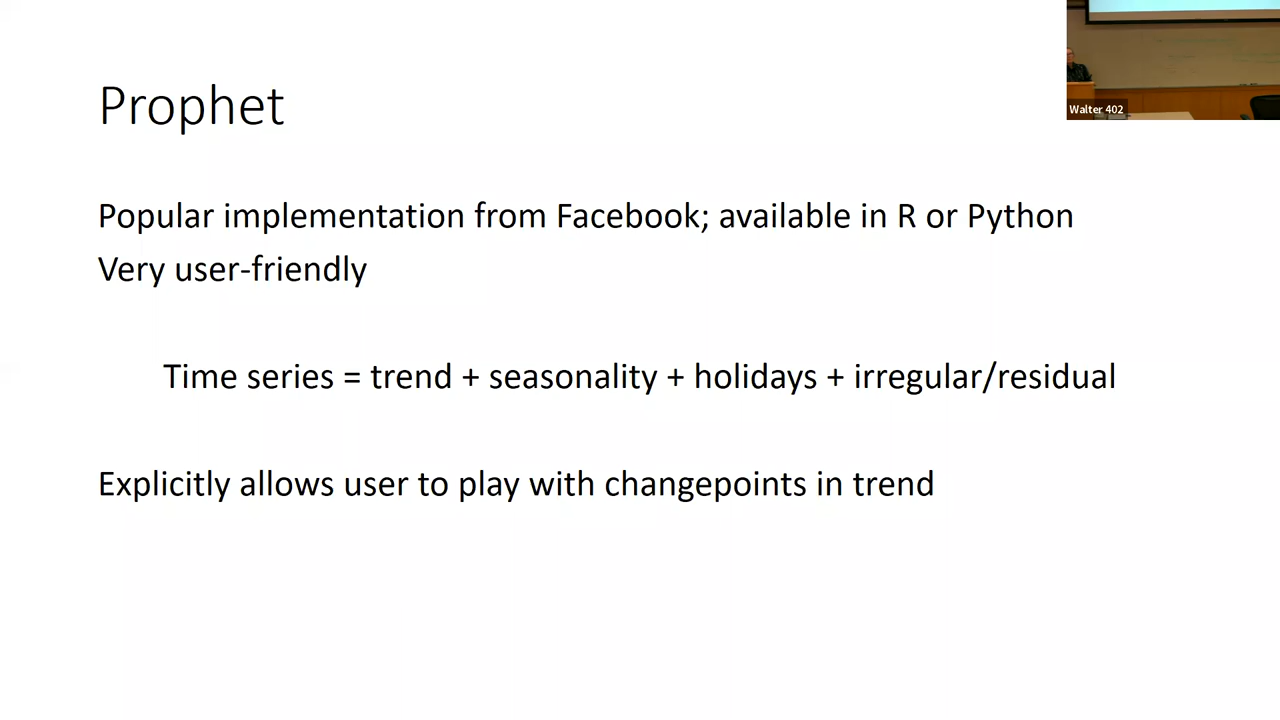 Prophet
Walter 402
Popular implementation from Facebook; available in R or Python
Very user-friendly
Time series = trend + seasonality + holidays + irregular/residual
Explicitly allows user to play with changepoints in trend